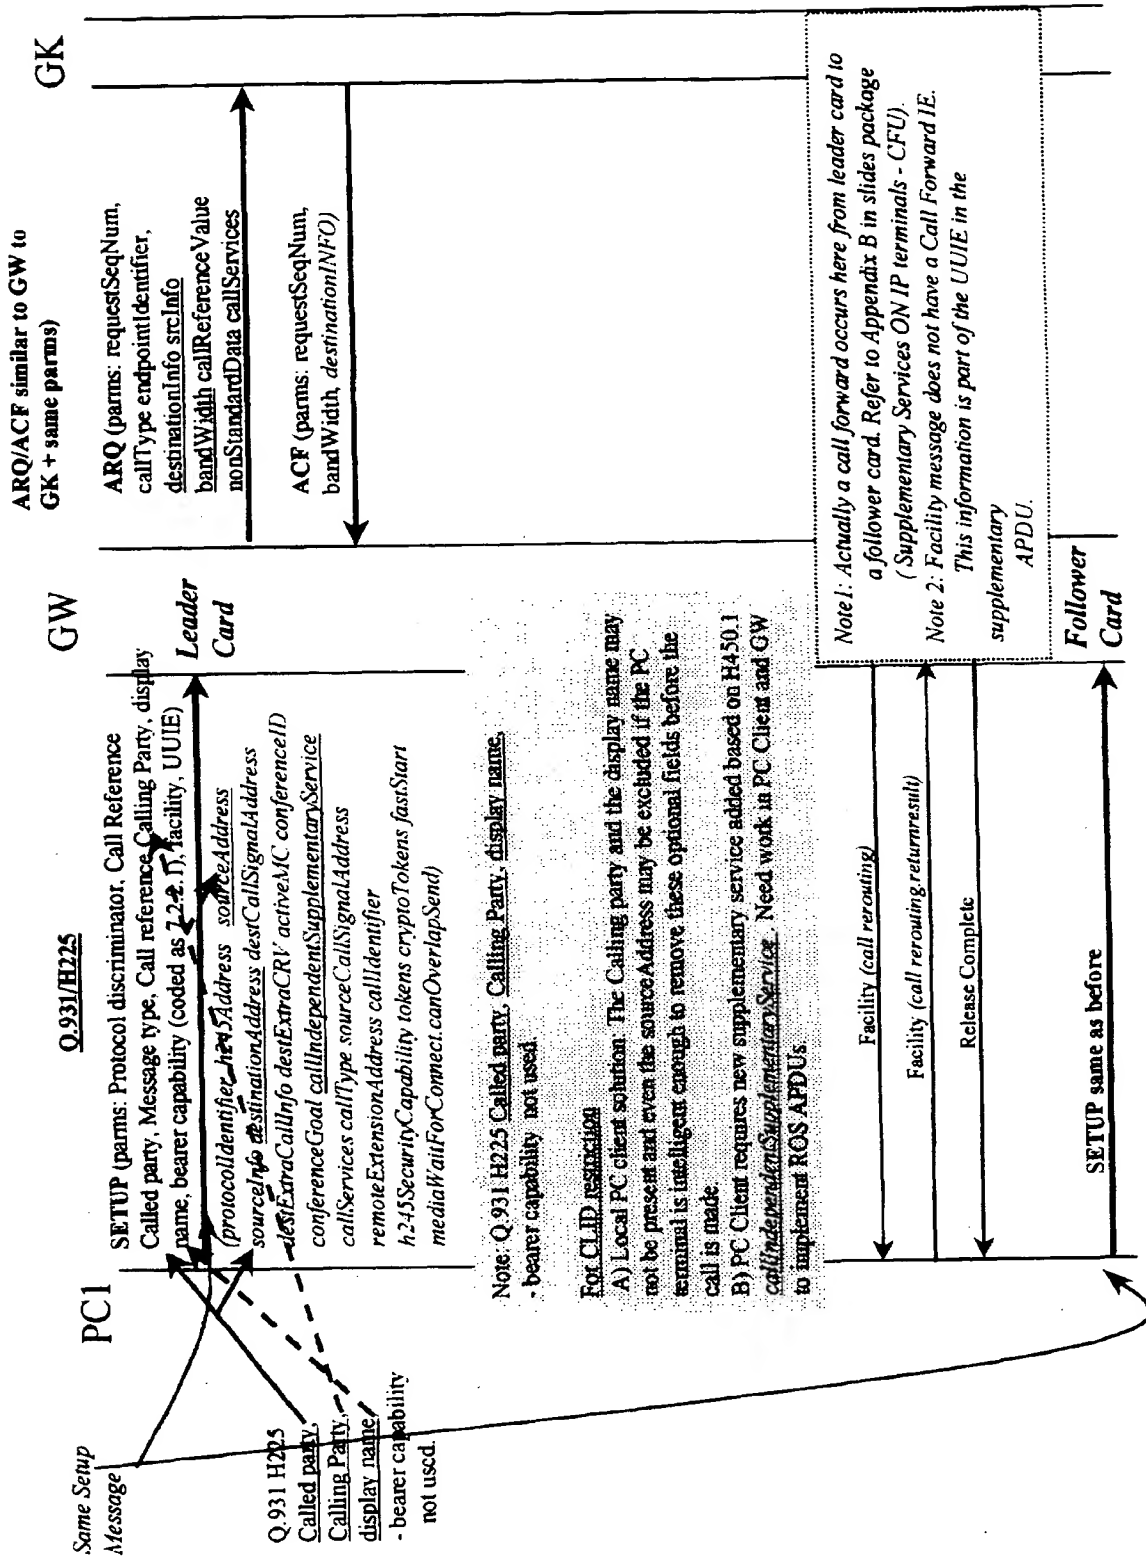 ARQ/ACF similar to GW to
GK + same parms)
PC1
Q.931/H225
GW
GK
Same Setup
Message
SETUP (parms: Protocol discriminator, Call Reference
Called party, Message type, Call reference Calling Party, display
name, bearer capability (coded as 7.2.2.1), facility, UUIE)
(protocolIdentifier h245Address sourceAddress
sourceInfo destinationAddress destCallSignalAddress
destExtraCallInfo destExtraCRV activeMC conferenceID
conferenceGoal callIndependentSupplementaryService
callServices callType sourceCallSignalAddress
remoteExtensionAddress callIdentifier
h245SecurityCapability tokens cryptoTokens fastStart
mediaWaitForConnect canOverlapSend)
Leader
Card
ARQ (parms: requestSeqNum,
callType endpointIdentifier,
destinationInfo srcInfo
bandWidth callReferenceValue
nonStandardData callServices
ACF (parms: requestSeqNum,
bandWidth, destinationINFO)
Q.931 H225
Called party,
Calling Party,
display name,
- bearer capability
not used.
Note: Q.931 H225 Called party, Calling Party, display name,
- bearer capability not used.
For CLID restriction
A) Local PC client solution: The Calling party and the display name may
not be present and even the sourceAddress may be excluded if the PC
terminal is intelligent enough to remove these optional fields before the
call is made.
B) PC Client requires new supplementary service added based on H450.1
callIndependentSupplementaryService. Need work in PC Client and GW
to implement ROS APDUs
Note1: Actually a call forward occurs here from leader card to
a follower card. Refer to Appendix B in slides package
(Supplementary Services ON IP terminals - CFU).
Note 2: Facility message does not have a Call Forward IE.
This information is part of the UUIE in the
supplementary
APDU.
Facility (call rerouting)
Facility (call rerouting.returnresult)
Release Complete
Follower
Card
SETUP same as before